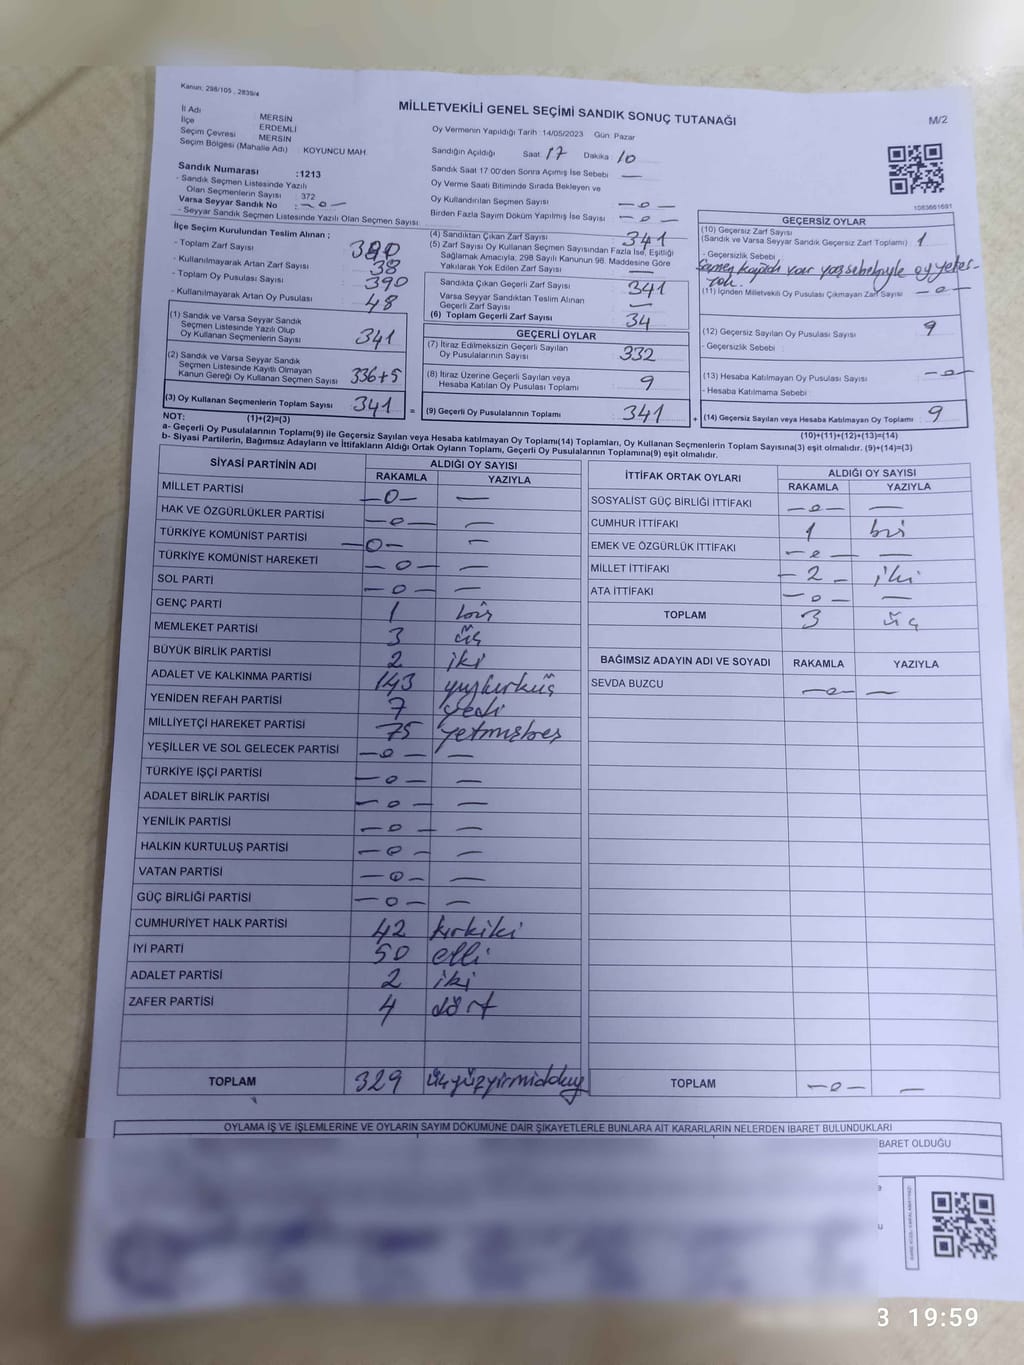 Kanun, 298/105 , 2839/4
MİLLETVEKİLİ GENEL SEÇİMİ SANDIK SONUÇ TUTANAĞI
M/2
İl Adı : MERSİN
İlçe : ERDEMLİ
Seçim Çevresi : MERSİN
Seçim Bölgesi (Mahalle Adı) : KOYUNCU MAH.
Oy Vermenin Yapıldığı Tarih :14/05/2023 Gün: Pazar
Sandığın Açıldığı Saat: 17 Dakika: 10
Sandık Saat 17 00'den Sonra Açımış İse Sebebi —
Oy Verme Saati Bitiminde Sırada Bekleyen ve
Oy Kullandırılan Seçmen Sayısı — 0 —
Birden Fazla Sayım Döküm Yapılmış İse Sayısı — 0 —
1083661691
Sandık Numarası :1213
- Sandık Seçmen Listesinde Yazılı
Olan Seçmenlerin Sayısı : 372
Varsa Seyyar Sandık No : — 0 —
- Seyyar Sandık Seçmen Listesinde Yazılı Olan Seçmen Sayısı
İlçe Seçim Kurulundan Teslim Alınan ;
- Toplam Zarf Sayısı
- Kullanılmayarak Artan Zarf Sayısı 38
- Toplam Oy Pusulası Sayısı 390
- Kullanılmayarak Artan Oy Pusulası 48
(1) Sandık ve Varsa Seyyar Sandık
Seçmen Listesinde Yazılı Olup
Oy Kullanan Seçmenlerin Sayısı 341
(2) Sandık ve Varsa Seyyar Sandık
Seçmen Listesinde Kayıtlı Olmayan
Kanun Gereği Oy Kullanan Seçmen Sayısı 336+5
(3) Oy Kullanan Seçmenlerin Toplam Sayısı 341 =
(4) Sandıktan Çıkan Zarf Sayısı 341
(5) Zarf Sayısı Oy Kullanan Seçmen Sayısından Fazla İse, Eşitliği
Sağlamak Amacıyla, 298 Sayılı Kanunun 98. Maddesine Göre
Yakılarak Yok Edilen Zarf Sayısı —
Sandıkta Çıkan Geçerli Zarf Sayısı 341
Varsa Seyyar Sandıktan Teslim Alınan
Geçerli Zarf Sayısı —
(6) Toplam Geçerli Zarf Sayısı 34
GEÇERLİ OYLAR
(7) İtiraz Edilmeksizin Geçerli Sayılan
Oy Pusulalarının Sayısı 332
(8) İtiraz Üzerine Geçerli Sayılan veya
Hesaba Katılan Oy Pusulası Toplamı 9
(9) Geçerli Oy Pusulalarının Toplamı 341 +
GEÇERSİZ OYLAR
(10) Geçersiz Zarf Sayısı
(Sandık ve Varsa Seyyar Sandık Geçersiz Zarf Toplamı) 1
- Geçersizlik Sebebi
(11) İçinden Milletvekili Oy Pusulası Çıkmayan Zarf Sayısı — 0 —
(12) Geçersiz Sayılan Oy Pusulası Sayısı 9
- Geçersizlik Sebebi
(13) Hesaba Katılmayan Oy Pusulası Sayısı — 0 —
- Hesaba Katılmama Sebebi
(14) Geçersiz Sayılan veya Hesaba Katılmayan Oy Pusulası Toplamı 9
NOT: (1)+(2)=(3) (10)+(11)+(12)+(13)=(14)
a- Geçerli Oy Pusulalarının Toplamı(9) ile Geçersiz Sayılan veya Hesaba katılmayan Oy Toplamı(14) Toplamları, Oy Kullanan Seçmenlerin Toplam Sayısına(3) eşit olmalıdır. (9)+(14)=(3)
b- Siyasi Partilerin, Bağımsız Adayların ve İttifakların Aldığı Ortak Oyların Toplamı, Geçerli Oy Pusulalarının Toplamına(9) eşit olmalıdır.
SİYASİ PARTİNİN ADI ALDIĞI OY SAYISI
RAKAMLA YAZIYLA
MİLLET PARTİSİ — 0 — —
HAK VE ÖZGÜRLÜKLER PARTİSİ — 0 — —
TÜRKİYE KOMÜNİST PARTİSİ — 0 — —
TÜRKİYE KOMÜNİST HAREKETİ — 0 — —
SOL PARTİ — 0 — —
GENÇ PARTİ 1 bir
MEMLEKET PARTİSİ 3 üç
BÜYÜK BİRLİK PARTİSİ 2 iki
ADALET VE KALKINMA PARTİSİ 143 yüzkırküç
YENİDEN REFAH PARTİSİ 7 yedi
MİLLİYETÇİ HAREKET PARTİSİ 75 yetmişbeş
YEŞİLLER VE SOL GELECEK PARTİSİ — 0 — —
TÜRKİYE İŞÇİ PARTİSİ — 0 — —
ADALET BİRLİK PARTİSİ — 0 — —
YENİLİK PARTİSİ — 0 — —
HALKIN KURTULUŞ PARTİSİ — 0 — —
VATAN PARTİSİ — 0 — —
GÜÇ BİRLİĞİ PARTİSİ — 0 — —
CUMHURİYET HALK PARTİSİ 42 kırkiki
İYİ PARTİ 50 elli
ADALET PARTİSİ 2 iki
ZAFER PARTİSİ 4 dört
TOPLAM 329 üçyüzyirmidokuz
İTTİFAK ORTAK OYLARI ALDIĞI OY SAYISI
RAKAMLA YAZIYLA
SOSYALİST GÜÇ BİRLİĞİ İTTİFAKI — 0 — —
CUMHUR İTTİFAKI 1 bir
EMEK VE ÖZGÜRLÜK İTTİFAKI — 0 — —
MİLLET İTTİFAKI — 2 — iki
ATA İTTİFAKI — 0 — —
TOPLAM 3 üç
BAĞIMSIZ ADAYIN ADI VE SOYADI RAKAMLA YAZIYLA
SEVDA BUZCU — 0 — —
TOPLAM — 0 — —
OYLAMA İŞ VE İŞLEMLERİNE VE OYLARIN SAYIM DÖKÜMÜNE DAİR ŞİKAYETLERLE BUNLARA AİT KARARLARIN NELERDEN İBARET BULUNDUKLARI
BARET OLDUĞU
3 19:59